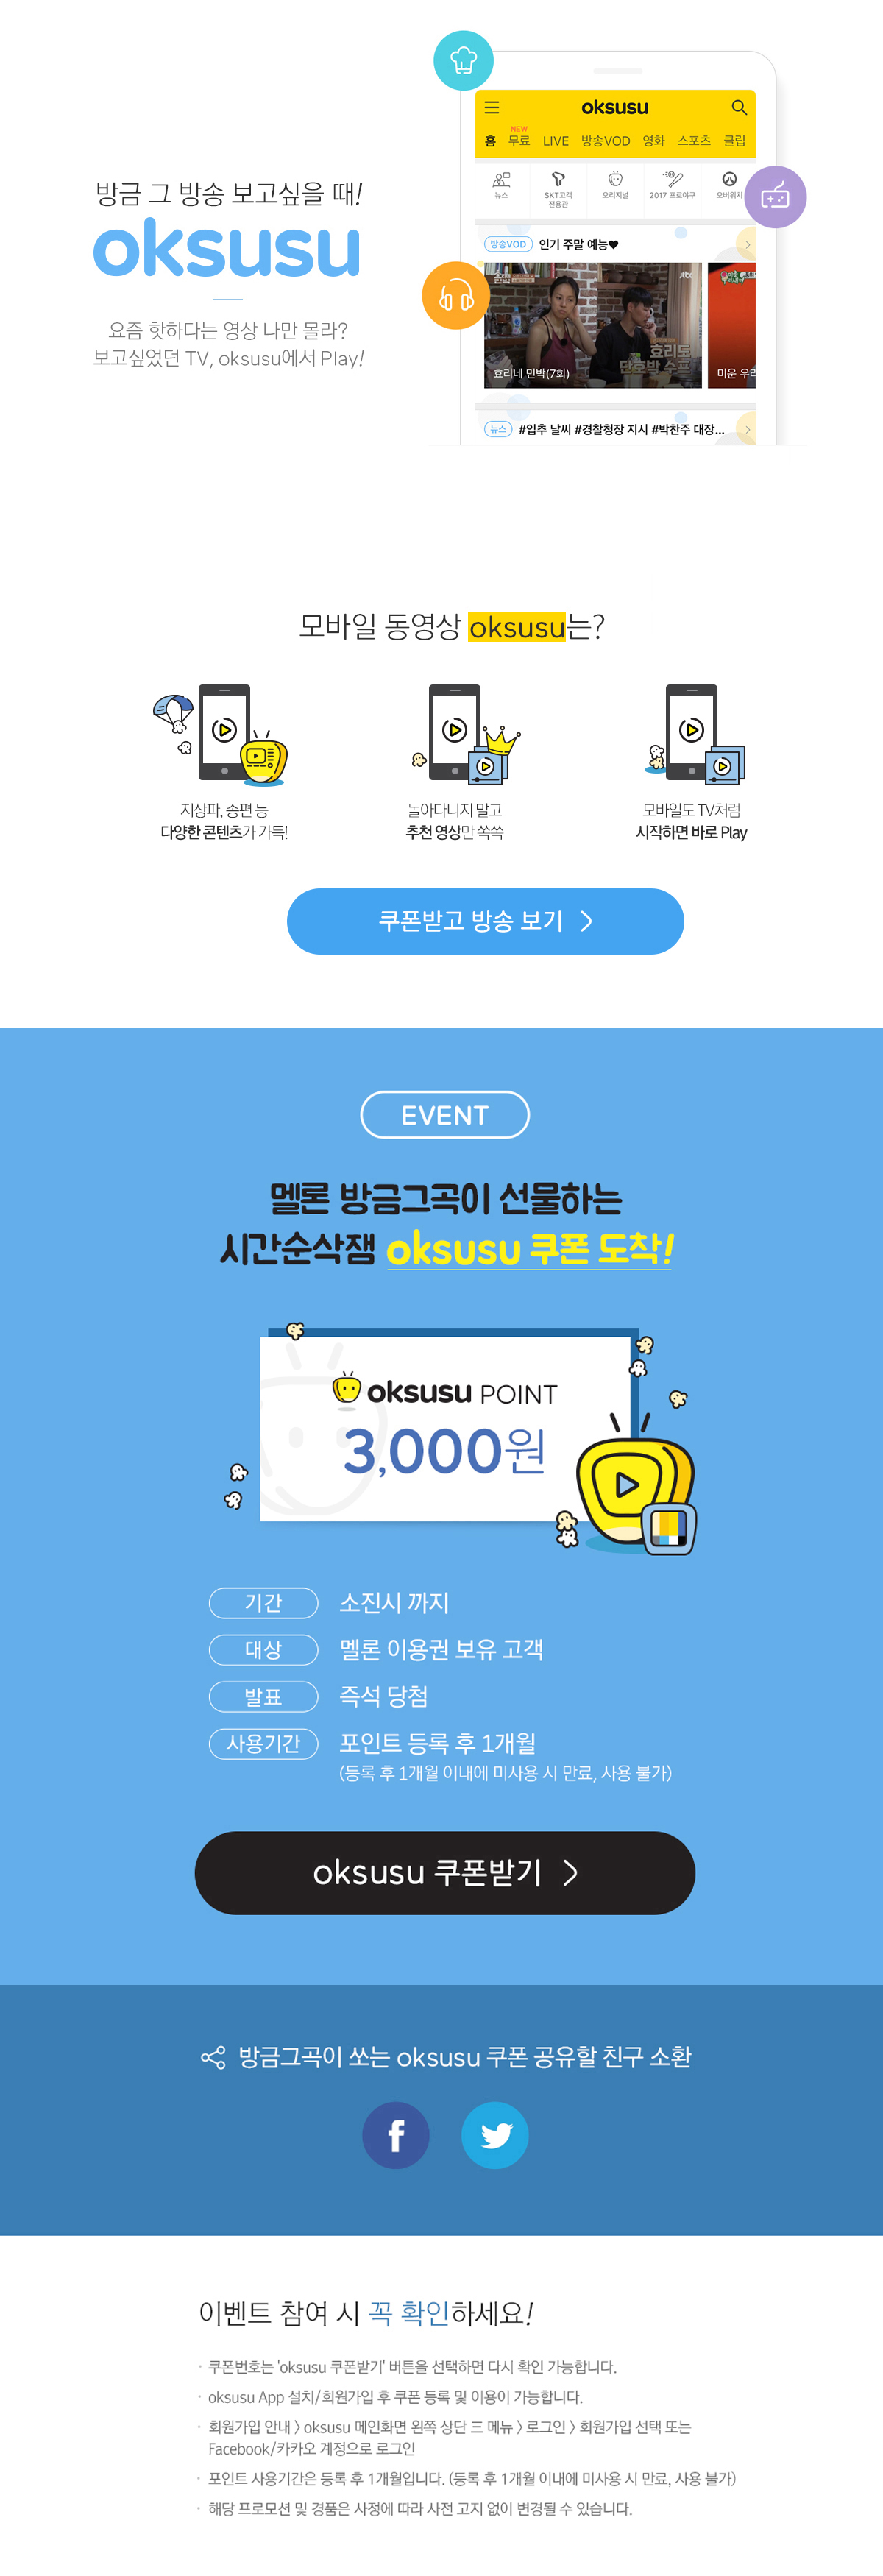 oksusu
NEW
홈 무료 LIVE 방송VOD 영화 스포츠 클립
뉴스 SKT고객 전용관 오리지널 2017 프로야구 오버워치
방금 그 방송 보고싶을 때!
oksusu
요즘 핫하다는 영상 나만 몰라?
보고싶었던 TV, oksusu에서 Play!
방송VOD 인기 주말 예능♥
jtbc
효리도
단호박 수프
효리네 민박(7회)
미운 우리
뉴스 #입추 날씨 #경찰청장 지시 #박찬주 대장...
모바일 동영상 oksusu는?
지상파, 종편 등
다양한 콘텐츠가 가득!
돌아다니지 말고
추천 영상만 쏙쏙
모바일도 TV처럼
시작하면 바로 Play
쿠폰받고 방송 보기 >
EVENT
멜론 방금그곡이 선물하는
시간순삭잼 oksusu 쿠폰 도착!
oksusu POINT
3,000원
기간 소진시 까지
대상 멜론 이용권 보유 고객
발표 즉석 당첨
사용기간 포인트 등록 후 1개월
(등록 후 1개월 이내에 미사용 시 만료, 사용 불가)
oksusu 쿠폰받기 >
방금그곡이 쏘는 oksusu 쿠폰 공유할 친구 소환
f
이벤트 참여 시 꼭 확인하세요!
· 쿠폰번호는 'oksusu 쿠폰받기' 버튼을 선택하면 다시 확인 가능합니다.
· oksusu App 설치/회원가입 후 쿠폰 등록 및 이용이 가능합니다.
· 회원가입 안내 > oksusu 메인화면 왼쪽 상단 三 메뉴 > 로그인 > 회원가입 선택 또는
Facebook/카카오 계정으로 로그인
· 포인트 사용기간은 등록 후 1개월입니다. (등록 후 1개월 이내에 미사용 시 만료, 사용 불가)
· 해당 프로모션 및 경품은 사정에 따라 사전 고지 없이 변경될 수 있습니다.